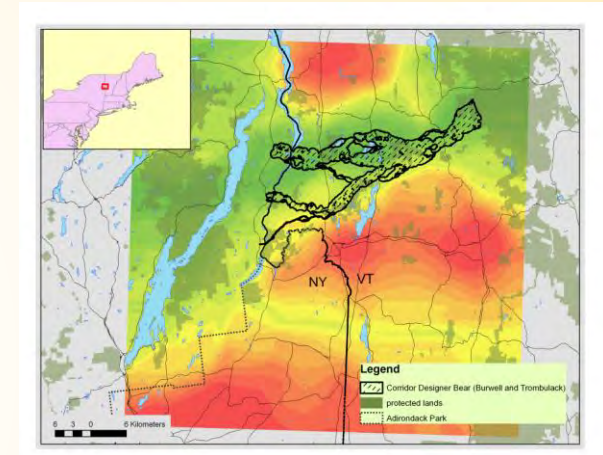 NY VT
Legend
Corridor Designer Bear (Burwell and Trombulack)
protected lands
Adirondack Park
6 3 0 6 Kilometers